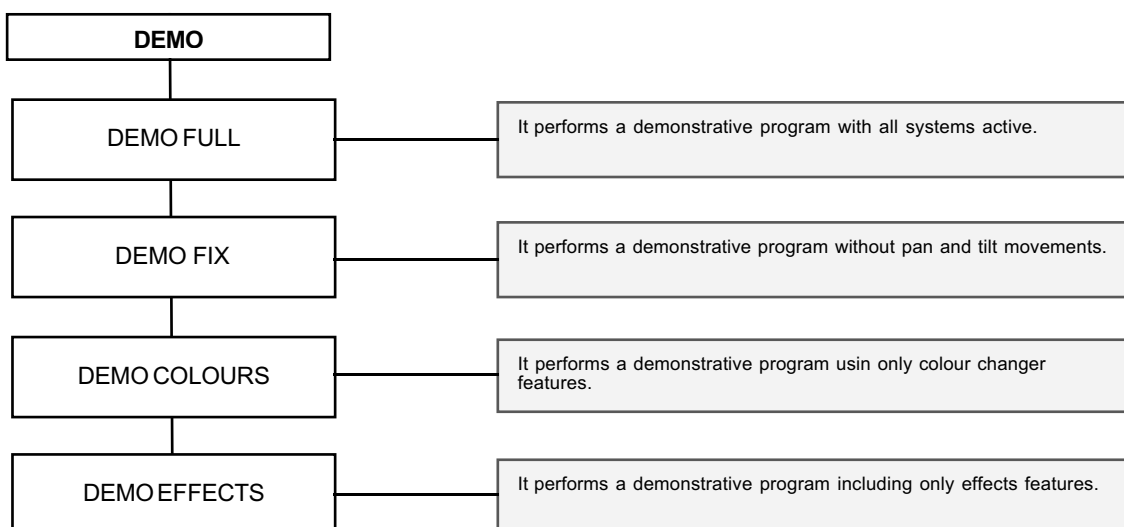 DEMO
DEMO FULL
It performs a demonstrative program with all systems active.
DEMO FIX
It performs a demonstrative program without pan and tilt movements.
DEMO COLOURS
It performs a demonstrative program usin only colour changer
features.
DEMO EFFECTS
It performs a demonstrative program including only effects features.